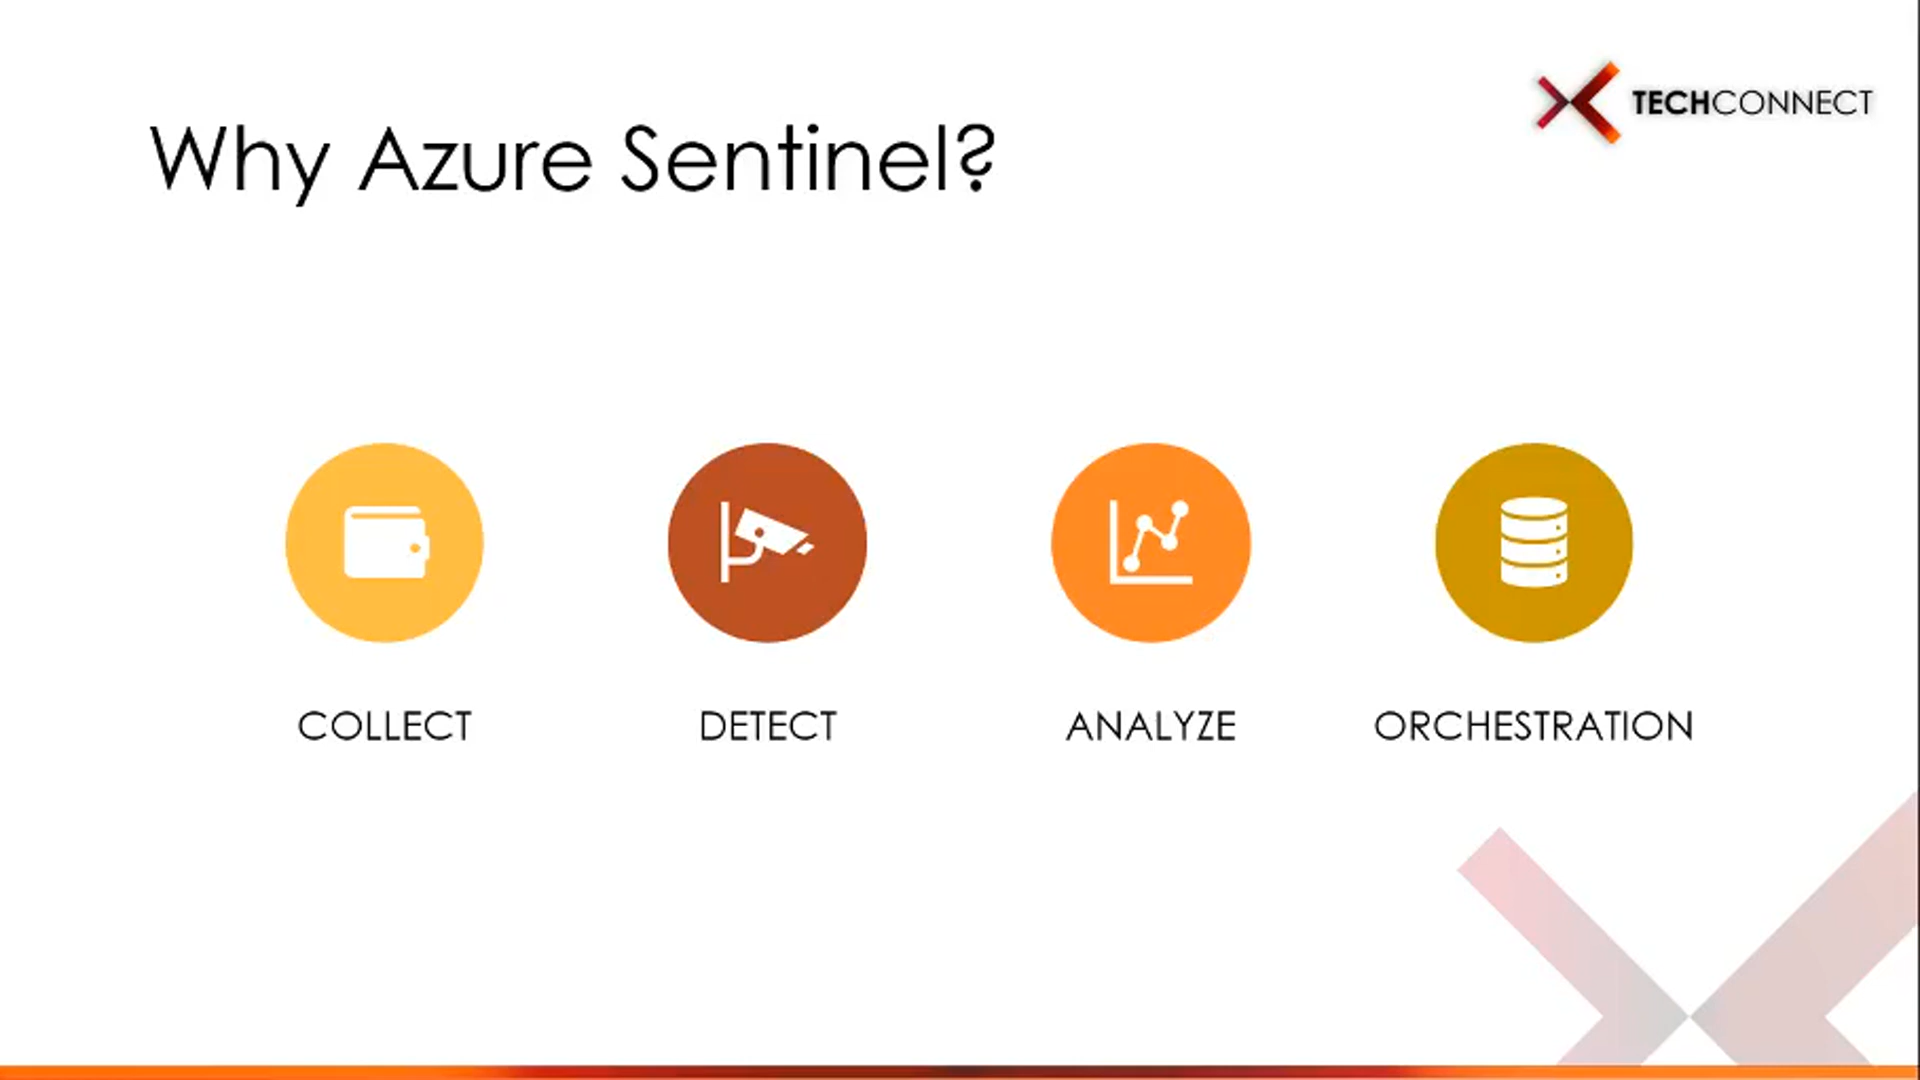 TECHCONNECT
Why Azure Sentinel?
COLLECT
DETECT
ANALYZE
ORCHESTRATION